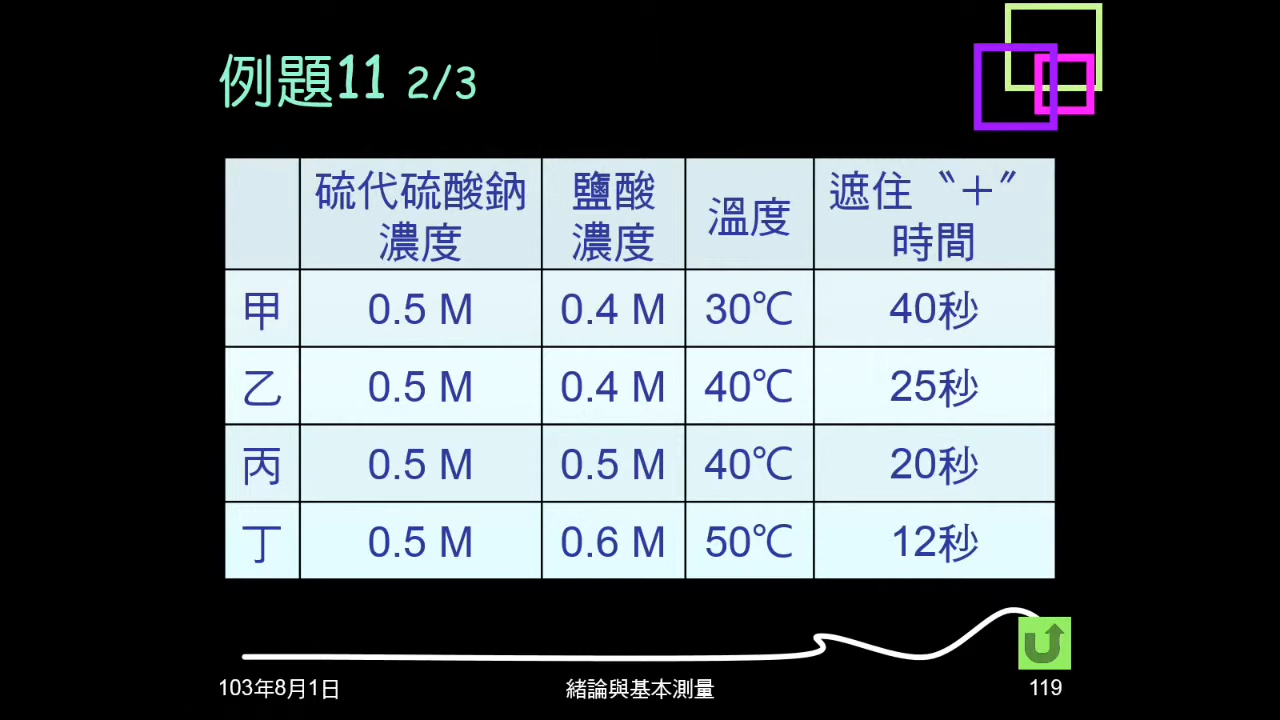 例題11 2/3
硫代硫酸鈉濃度 鹽酸濃度 溫度 遮住〝+〞時間
甲 0.5 M 0.4 M 30℃ 40秒
乙 0.5 M 0.4 M 40℃ 25秒
丙 0.5 M 0.5 M 40℃ 20秒
丁 0.5 M 0.6 M 50℃ 12秒
103年8月1日 緒論與基本測量 119